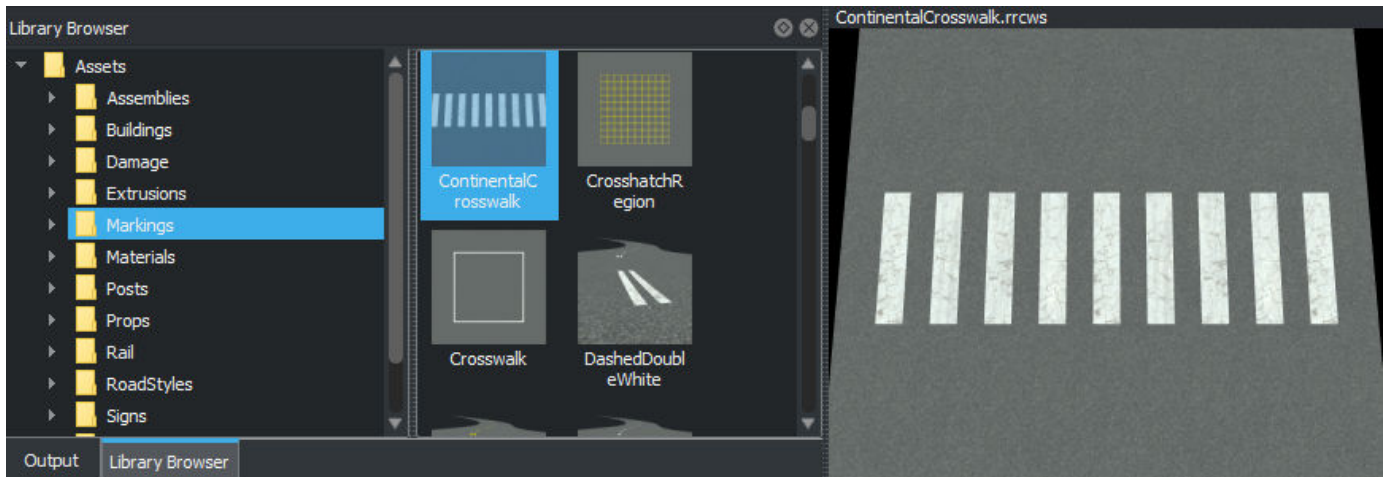 Library Browser
Assets
Assemblies
Buildings
Damage
Extrusions
Markings
Materials
Posts
Props
Rail
RoadStyles
Signs
ContinentalC
rosswalk
CrosshatchR
egion
Crosswalk
DashedDoubl
eWhite
Output
Library Browser
ContinentalCrosswalk.rrcws